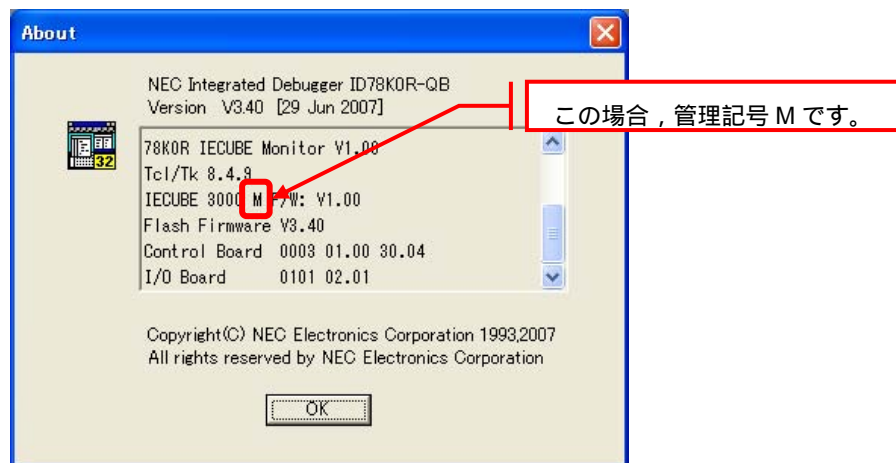 About
NEC Integrated Debugger ID78K0R-QB
Version V3.40 [29 Jun 2007]
この場合，管理記号 M です。
32
78K0R IECUBE Monitor V1.00
Tcl/Tk 8.4.9
IECUBE 3000 M F/W: V1.00
Flash Firmware V3.40
Control Board 0003 01.00 30.04
I/O Board 0101 02.01
Copyright(C) NEC Electronics Corporation 1993,2007
All rights reserved by NEC Electronics Corporation
OK